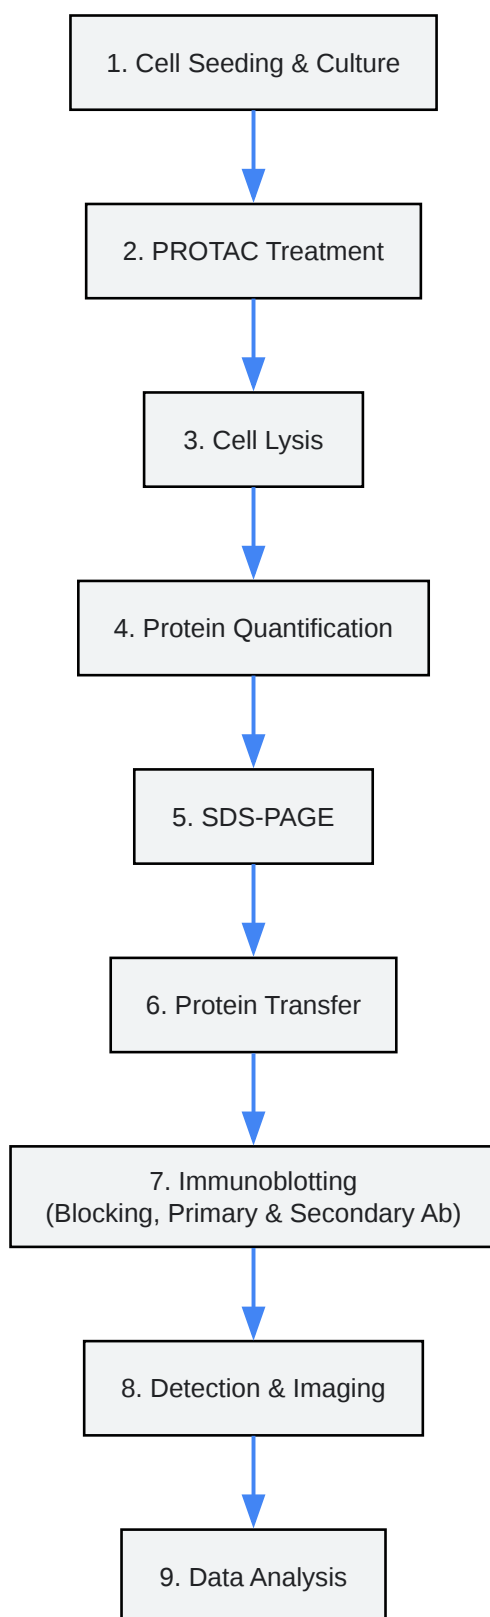 1. Cell Seeding & Culture
2. PROTAC Treatment
3. Cell Lysis
4. Protein Quantification
5. SDS-PAGE
6. Protein Transfer
7. Immunoblotting
(Blocking, Primary & Secondary Ab)
8. Detection & Imaging
9. Data Analysis